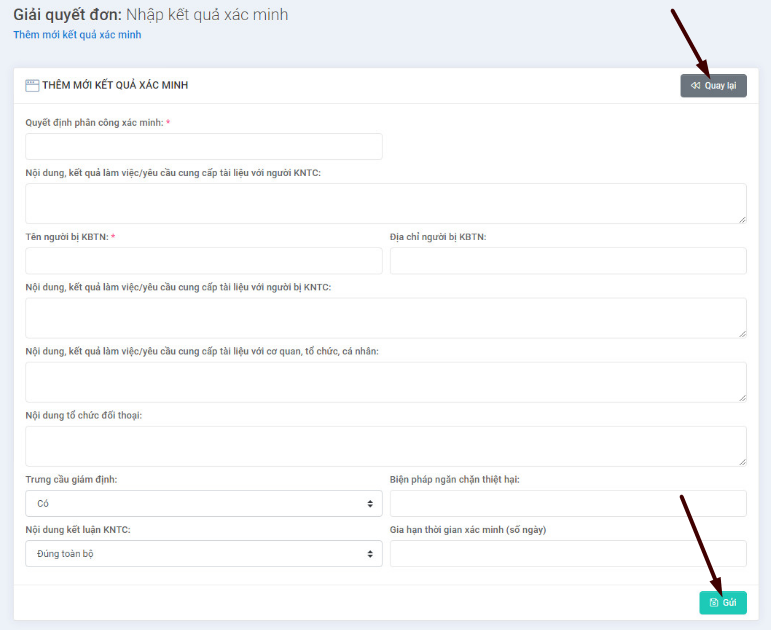 Giải quyết đơn: Nhập kết quả xác minh
Thêm mới kết quả xác minh
THÊM MỚI KẾT QUẢ XÁC MINH
Quay lại
Quyết định phân công xác minh: *
Nội dung, kết quả làm việc/yêu cầu cung cấp tài liệu với người KNTC:
Tên người bị KBTN: *
Địa chỉ người bị KBTN:
Nội dung, kết quả làm việc/yêu cầu cung cấp tài liệu với người bị KNTC:
Nội dung, kết quả làm việc/yêu cầu cung cấp tài liệu với cơ quan, tổ chức, cá nhân:
Nội dung tổ chức đối thoại:
Trưng cầu giám định:
Biện pháp ngăn chặn thiệt hại:
Có
Nội dung kết luận KNTC:
Gia hạn thời gian xác minh (số ngày)
Đúng toàn bộ
Gửi